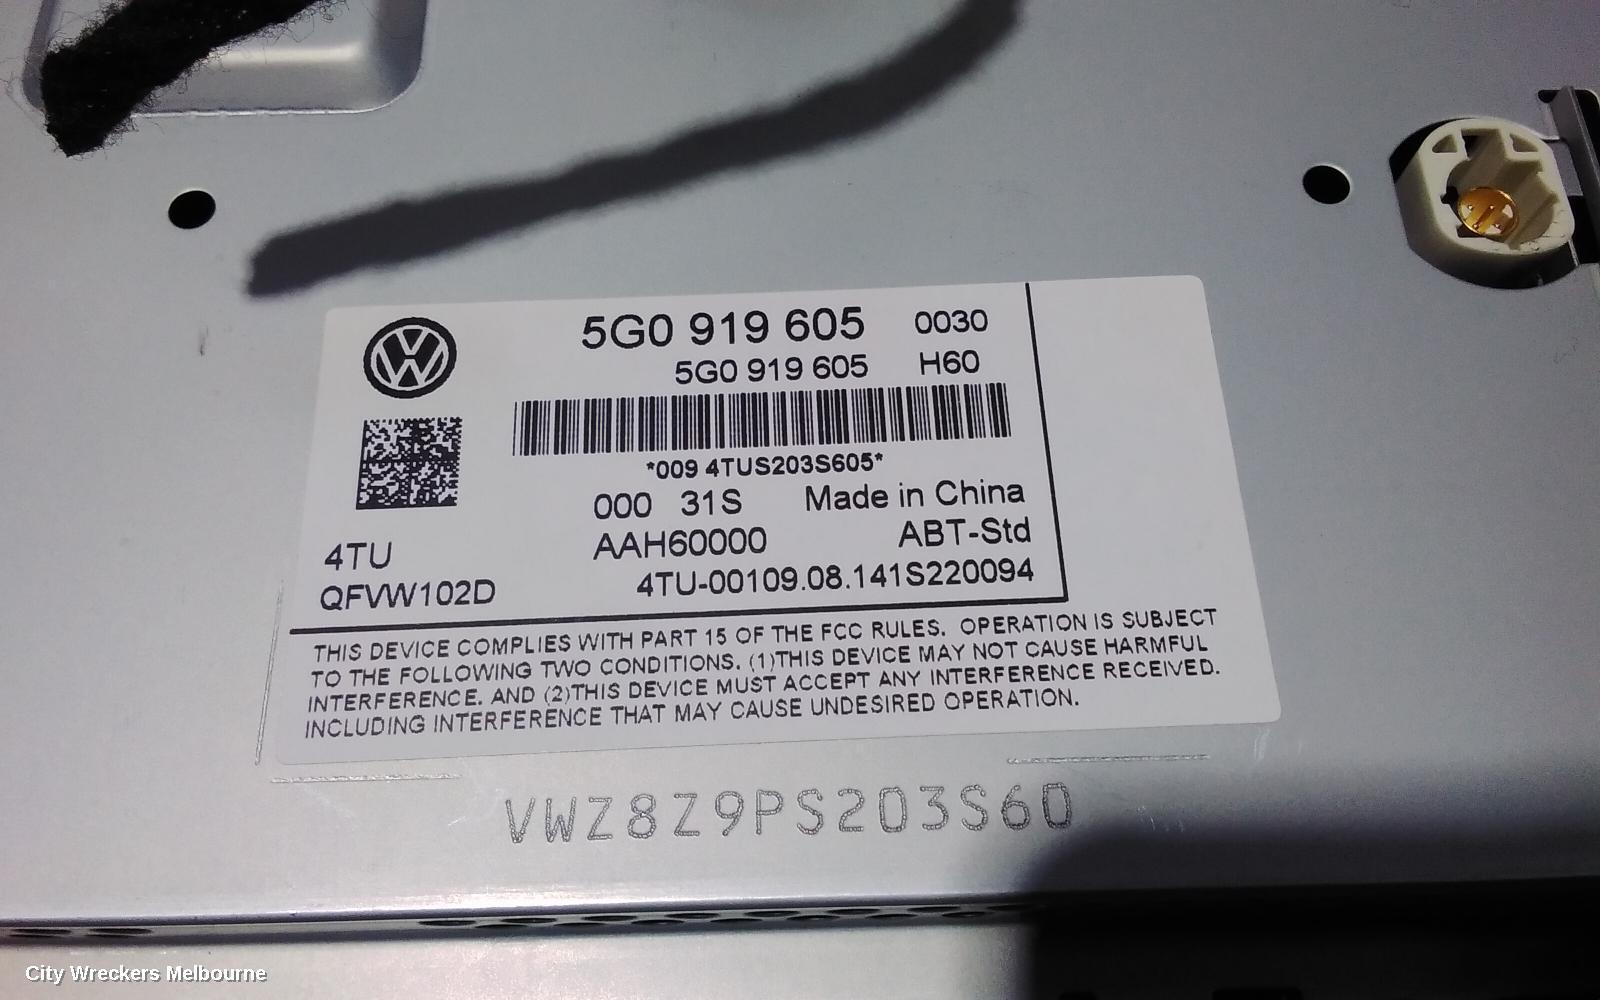 5G0 919 605 0030
5G0 919 605 H60
*009 4TUS203S605*
000 31S Made in China
4TU AAH60000 ABT-Std
QFVW102D 4TU-00109.08.141S220094
THIS DEVICE COMPLIES WITH PART 15 OF THE FCC RULES. OPERATION IS SUBJECT
TO THE FOLLOWING TWO CONDITIONS. (1)THIS DEVICE MAY NOT CAUSE HARMFUL
INTERFERENCE. AND (2)THIS DEVICE MUST ACCEPT ANY INTERFERENCE RECEIVED.
INCLUDING INTERFERENCE THAT MAY CAUSE UNDESIRED OPERATION.
VWZ8Z9PS203S60
City Wreckers Melbourne